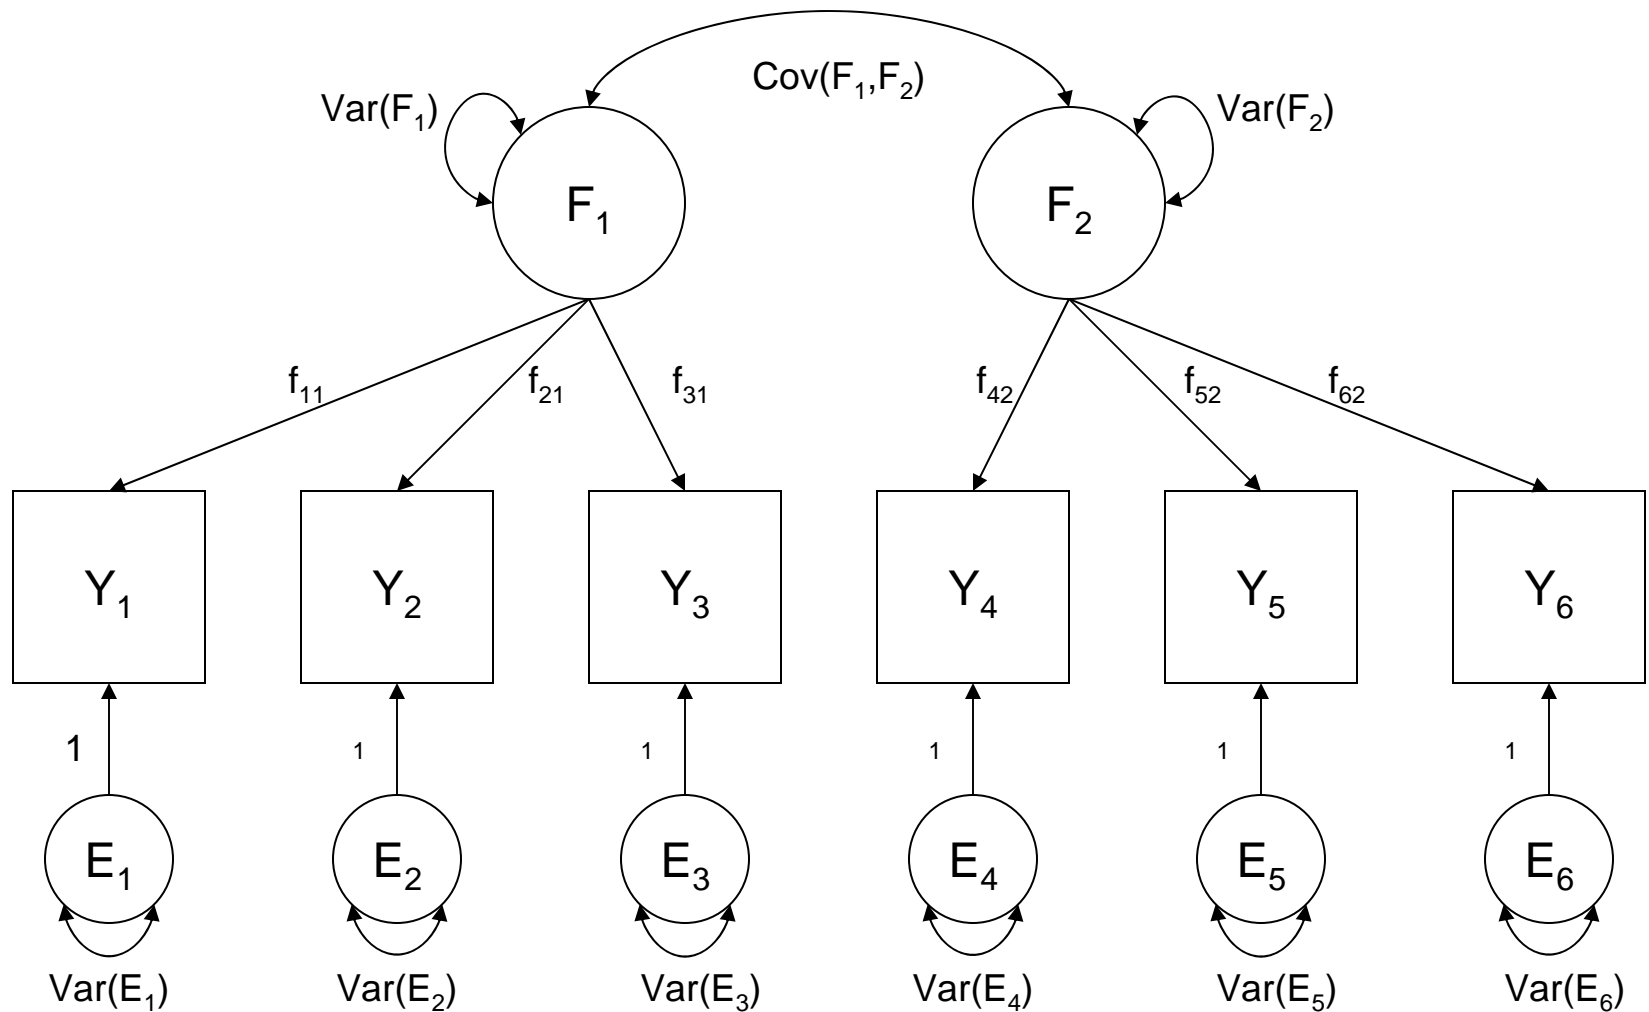 Cov(F1,F2)
Var(F1)
Var(F2)
F1
F2
f11
f21
f31
f42
f52
f62
Y1
Y2
Y3
Y4
Y5
Y6
1
1
1
1
1
1
E1
E2
E3
E4
E5
E6
Var(E1)
Var(E2)
Var(E3)
Var(E4)
Var(E5)
Var(E6)